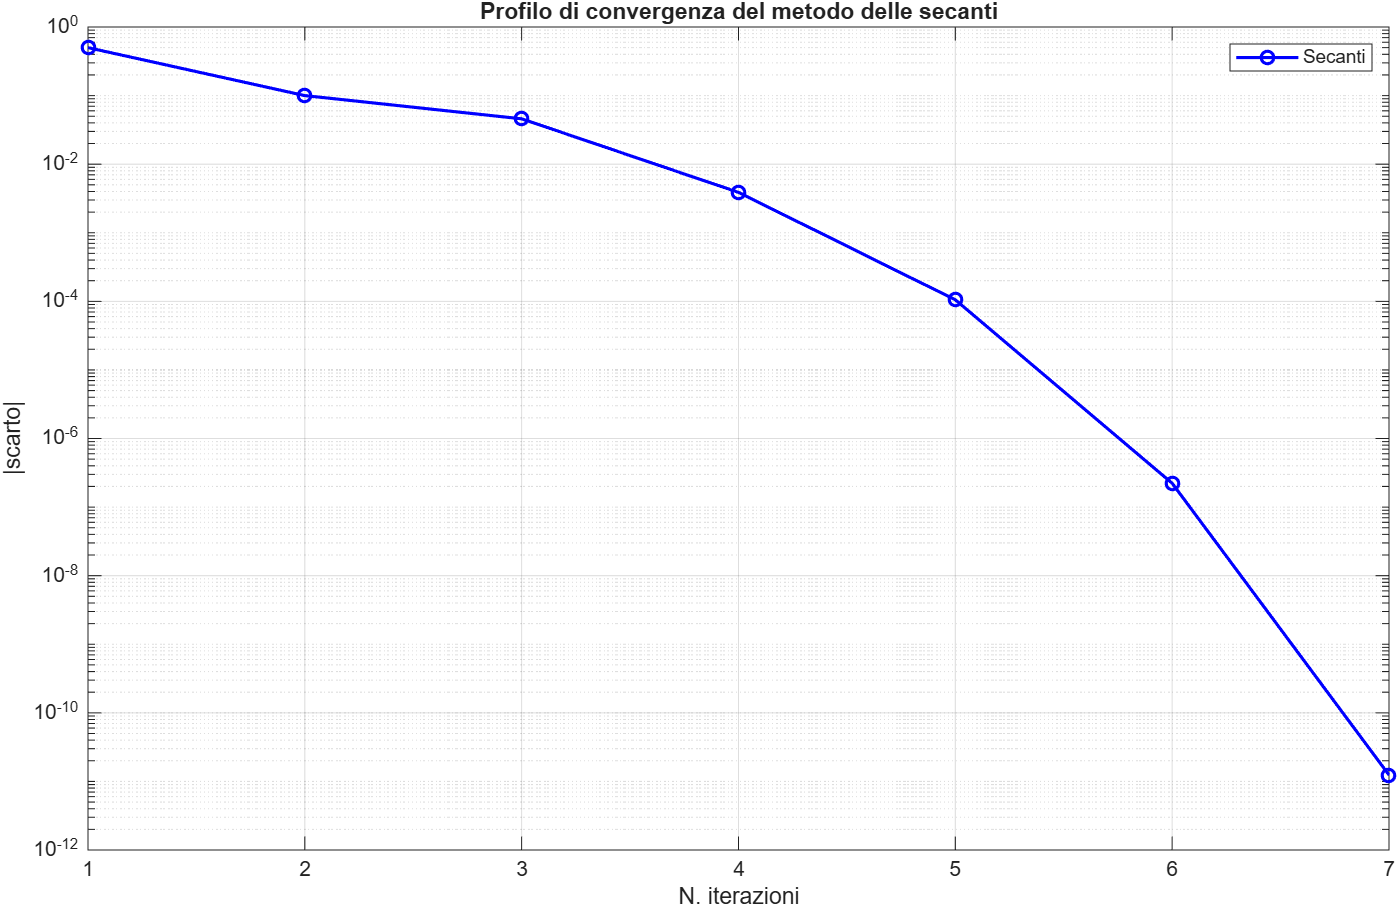 Profilo di convergenza del metodo delle secanti
10^0
10^-2
10^-4
10^-6
10^-8
10^-10
10^-12
|scarto|
Secanti
1 2 3 4 5 6 7
N. iterazioni